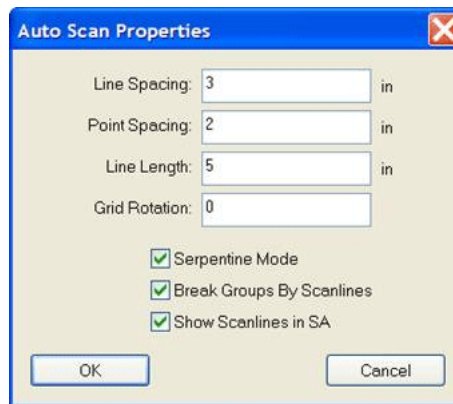 Auto Scan Properties
Line Spacing: 3 in
Point Spacing: 2 in
Line Length: 5 in
Grid Rotation: 0
Serpentine Mode
Break Groups By Scanlines
Show Scanlines in SA
OK Cancel